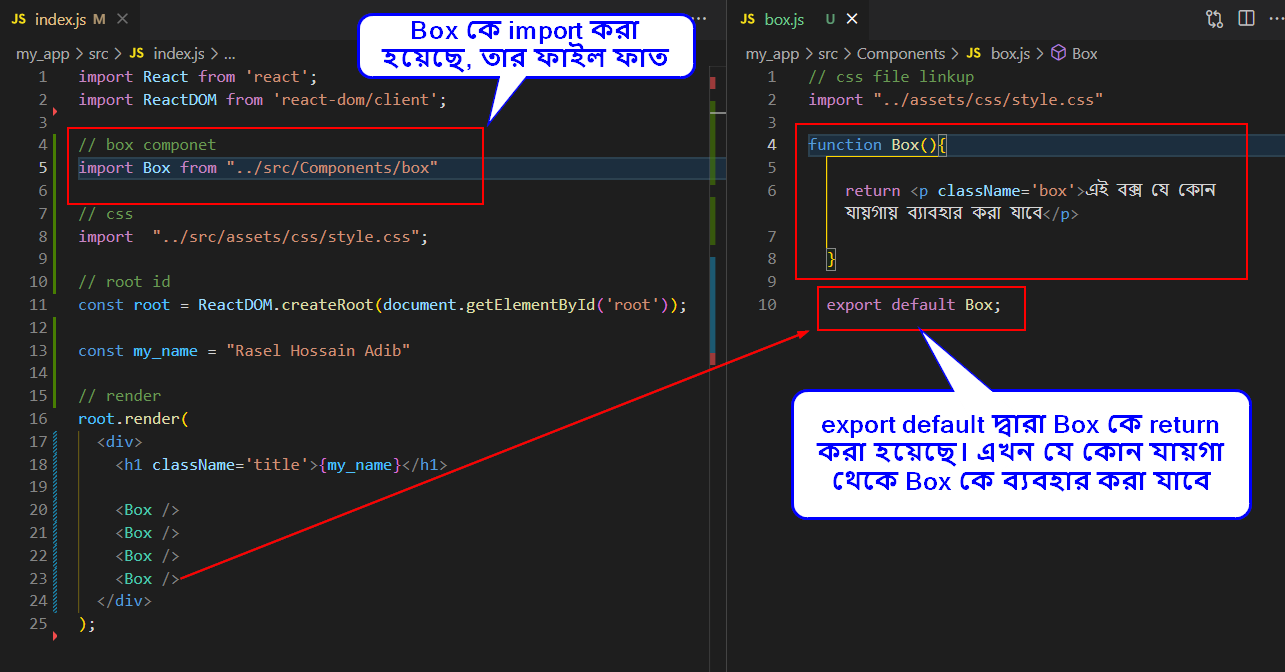 JS index.js M
my_app > src > JS index.js > ...
1 import React from 'react';
2 import ReactDOM from 'react-dom/client';
3
4 // box componet
5 import Box from "../src/Components/box"
6
7 // css
8 import  "../src/assets/css/style.css";
9
10 // root id
11 const root = ReactDOM.createRoot(document.getElementById('root'));
12
13 const my_name = "Rasel Hossain Adib"
14
15 // render
16 root.render(
17 <div>
18 <h1 className='title'>{my_name}</h1>
19
20 <Box />
21 <Box />
22 <Box />
23 <Box />
24 </div>
25 );
Box কে import করা
হয়েছে, তার ফাইল ফাত
JS box.js U
my_app > src > Components > JS box.js > Box
1 // css file linkup
2 import "../assets/css/style.css"
3
4 function Box(){
5
6 return <p className='box'>এই বক্স যে কোন
যায়গায় ব্যাবহার করা যাবে</p>
7
8 }
9
10 export default Box;
export default দ্বারা Box কে return
করা হয়েছে। এখন যে কোন যায়গা
থেকে Box কে ব্যবহার করা যাবে